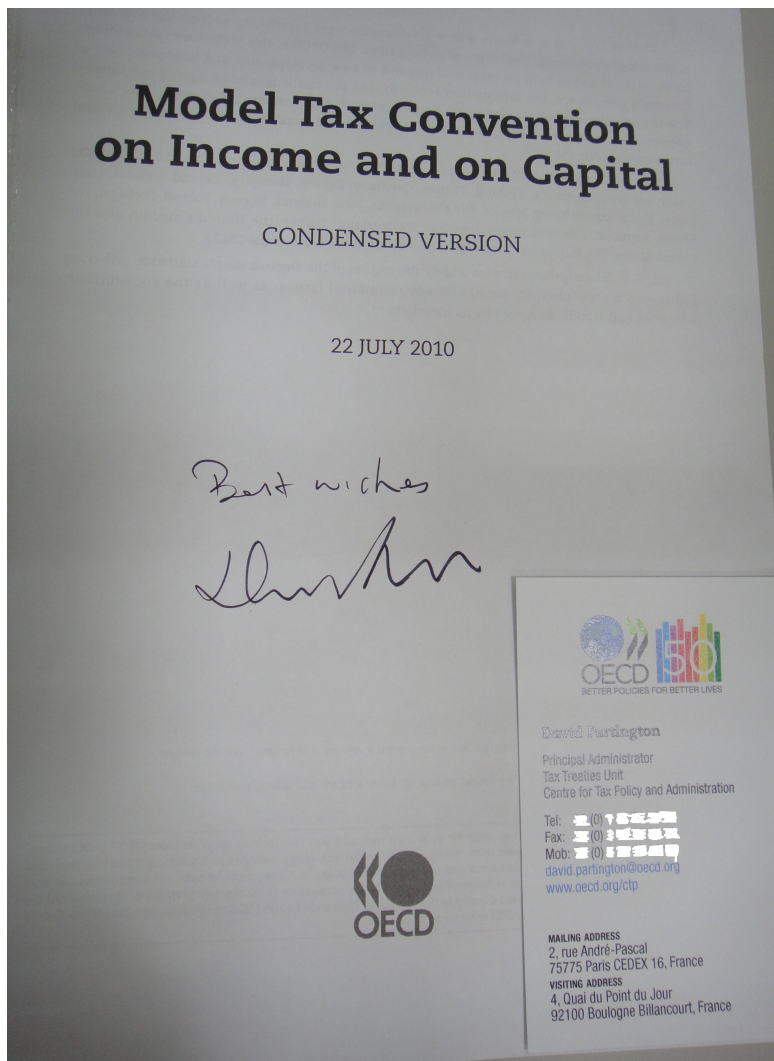 Model Tax Convention
on Income and on Capital
CONDENSED VERSION
22 JULY 2010
Best wishes
OECD
OECD 50
BETTER POLICIES FOR BETTER LIVES
David Partington
Principal Administrator
Tax Treaties Unit
Centre for Tax Policy and Administration
Tel: (0)
Fax: (0)
Mob: (0)
david.partington@oecd.org
www.oecd.org/ctp
MAILING ADDRESS
2, rue André-Pascal
75775 Paris CEDEX 16, France
VISITING ADDRESS
4, Quai du Point du Jour
92100 Boulogne Billancourt, France